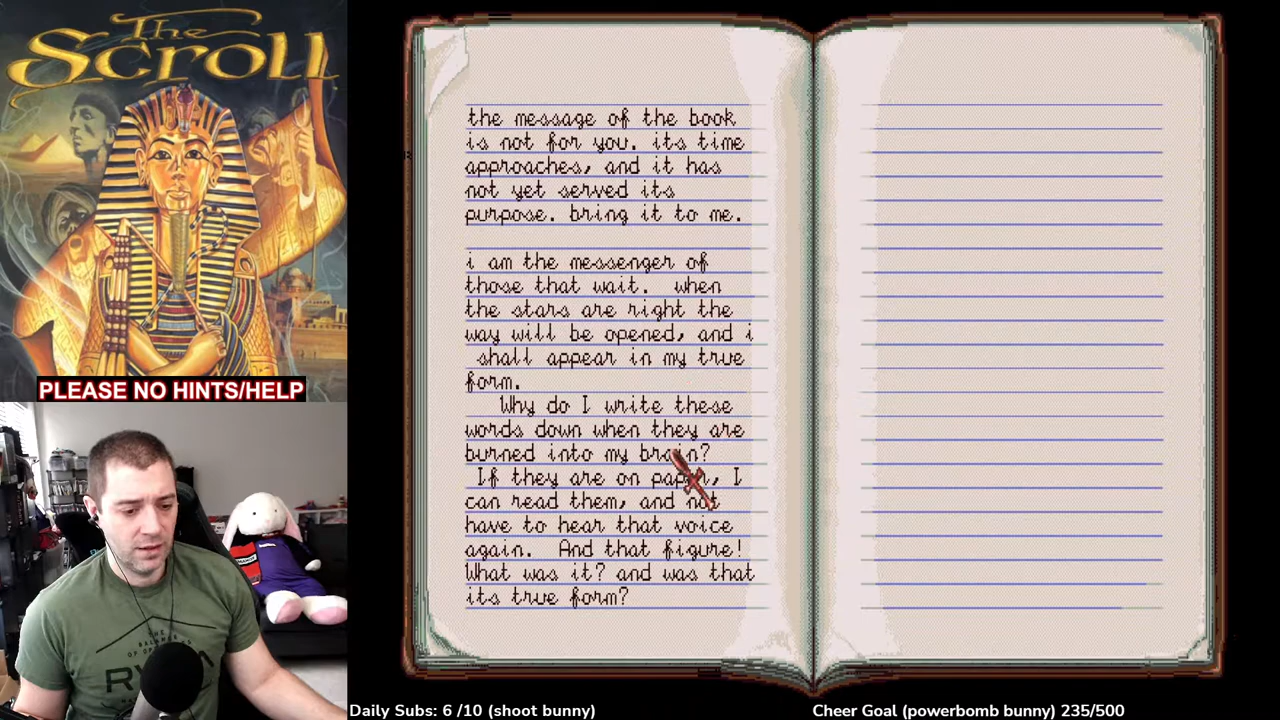 The
Scroll
PLEASE NO HINTS/HELP
the message of the book
is not for you. its time
approaches, and it has
not yet served its
purpose. bring it to me.
i am the messenger of
those that wait. when
the stars are right the
way will be opened, and i
shall appear in my true
form.
Why do I write these
words down when they are
burned into my brain?
If they are on paper, I
can read them, and not
have to hear that voice
again. And that figure!
What was it? and was that
its true form?
Daily Subs: 6 /10 (shoot bunny)
Cheer Goal (powerbomb bunny) 235/500